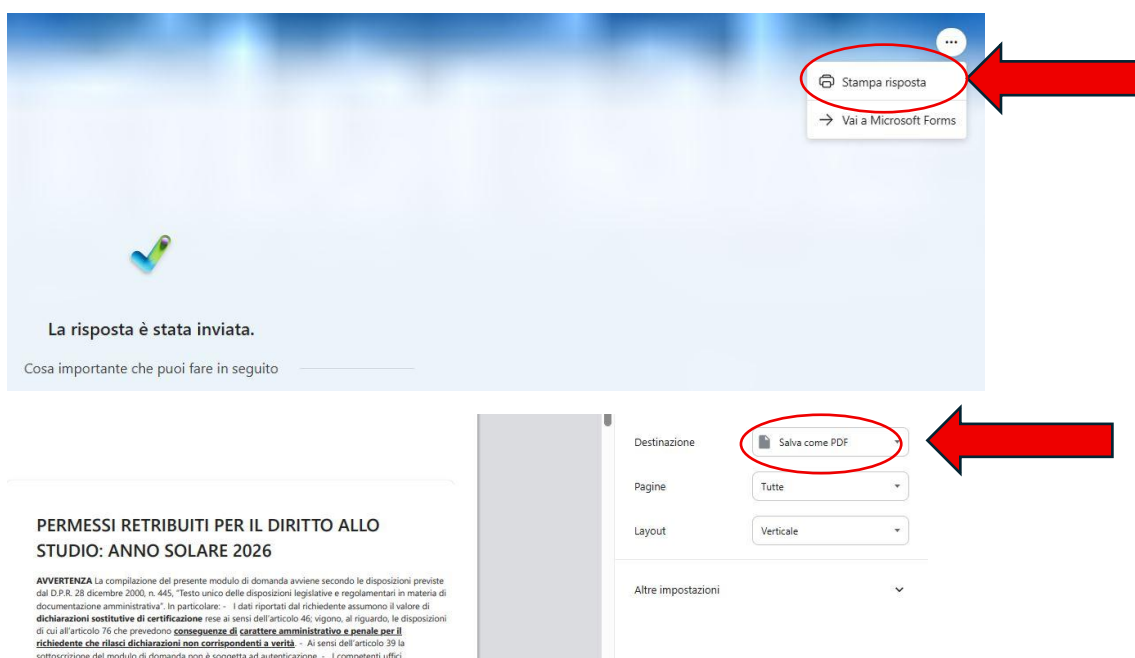 Stampa risposta
Vai a Microsoft Forms
La risposta è stata inviata.
Cosa importante che puoi fare in seguito
Destinazione
Salva come PDF
Pagine
Tutte
Layout
Verticale
Altre impostazioni
PERMESSI RETRIBUITI PER IL DIRITTO ALLO
STUDIO: ANNO SOLARE 2026
AVVERTENZA La compilazione del presente modulo di domanda avviene secondo le disposizioni previste
dal D.P.R. 28 dicembre 2000, n. 445, "Testo unico delle disposizioni legislative e regolamentari in materia di
documentazione amministrativa". In particolare: - I dati riportati dal richiedente assumono il valore di
dichiarazioni sostitutive di certificazione rese ai sensi dell'articolo 46; vigono, al riguardo, le disposizioni
di cui all'articolo 76 che prevedono conseguenze di carattere amministrativo e penale per il
richiedente che rilasci dichiarazioni non corrispondenti a verità. - Ai sensi dell'articolo 39 la
sottoscrizione del modulo di domanda non è soggetta ad autenticazione. - I competenti uffici